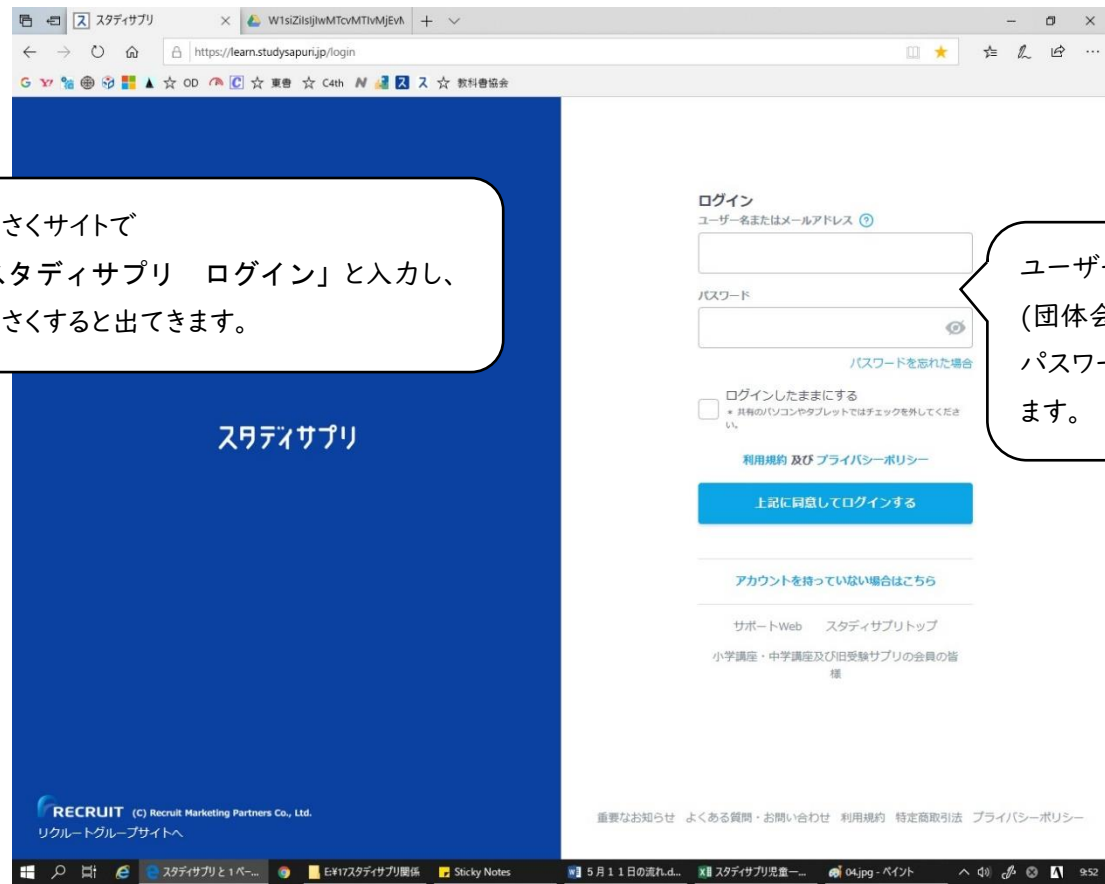 スタディサプリ
W1siZiIsIjIwMTcvMTIvMjEvN
https://learn.studysapuri.jp/login
OD
東書
C4th
教科書協会
さくサイトで
スタディサプリ　ログイン」と入力し、
さくすると出てきます。
スタディサプリ
ログイン
ユーザー名またはメールアドレス
パスワード
パスワードを忘れた場合
ログインしたままにする
* 共有のパソコンやタブレットではチェックを外してくださ
い。
利用規約 及び プライバシーポリシー
上記に同意してログインする
アカウントを持っていない場合はこちら
サポートWeb　スタディサプリトップ
小学講座・中学講座及び旧受験サプリの会員の皆
様
ユーザー
(団体会
パスワー
ます。
RECRUIT (C) Recruit Marketing Partners Co., Ltd.
リクルートグループサイトへ
重要なお知らせ よくある質問・お問い合わせ 利用規約 特定商取引法 プライバシーポリシー
スタディサプリと 1 ペー...
E:¥17スタディサプリ関係
Sticky Notes
5月11日の流れ.d...
スタディサプリ児童一...
04.jpg - ペイント
A
9:52